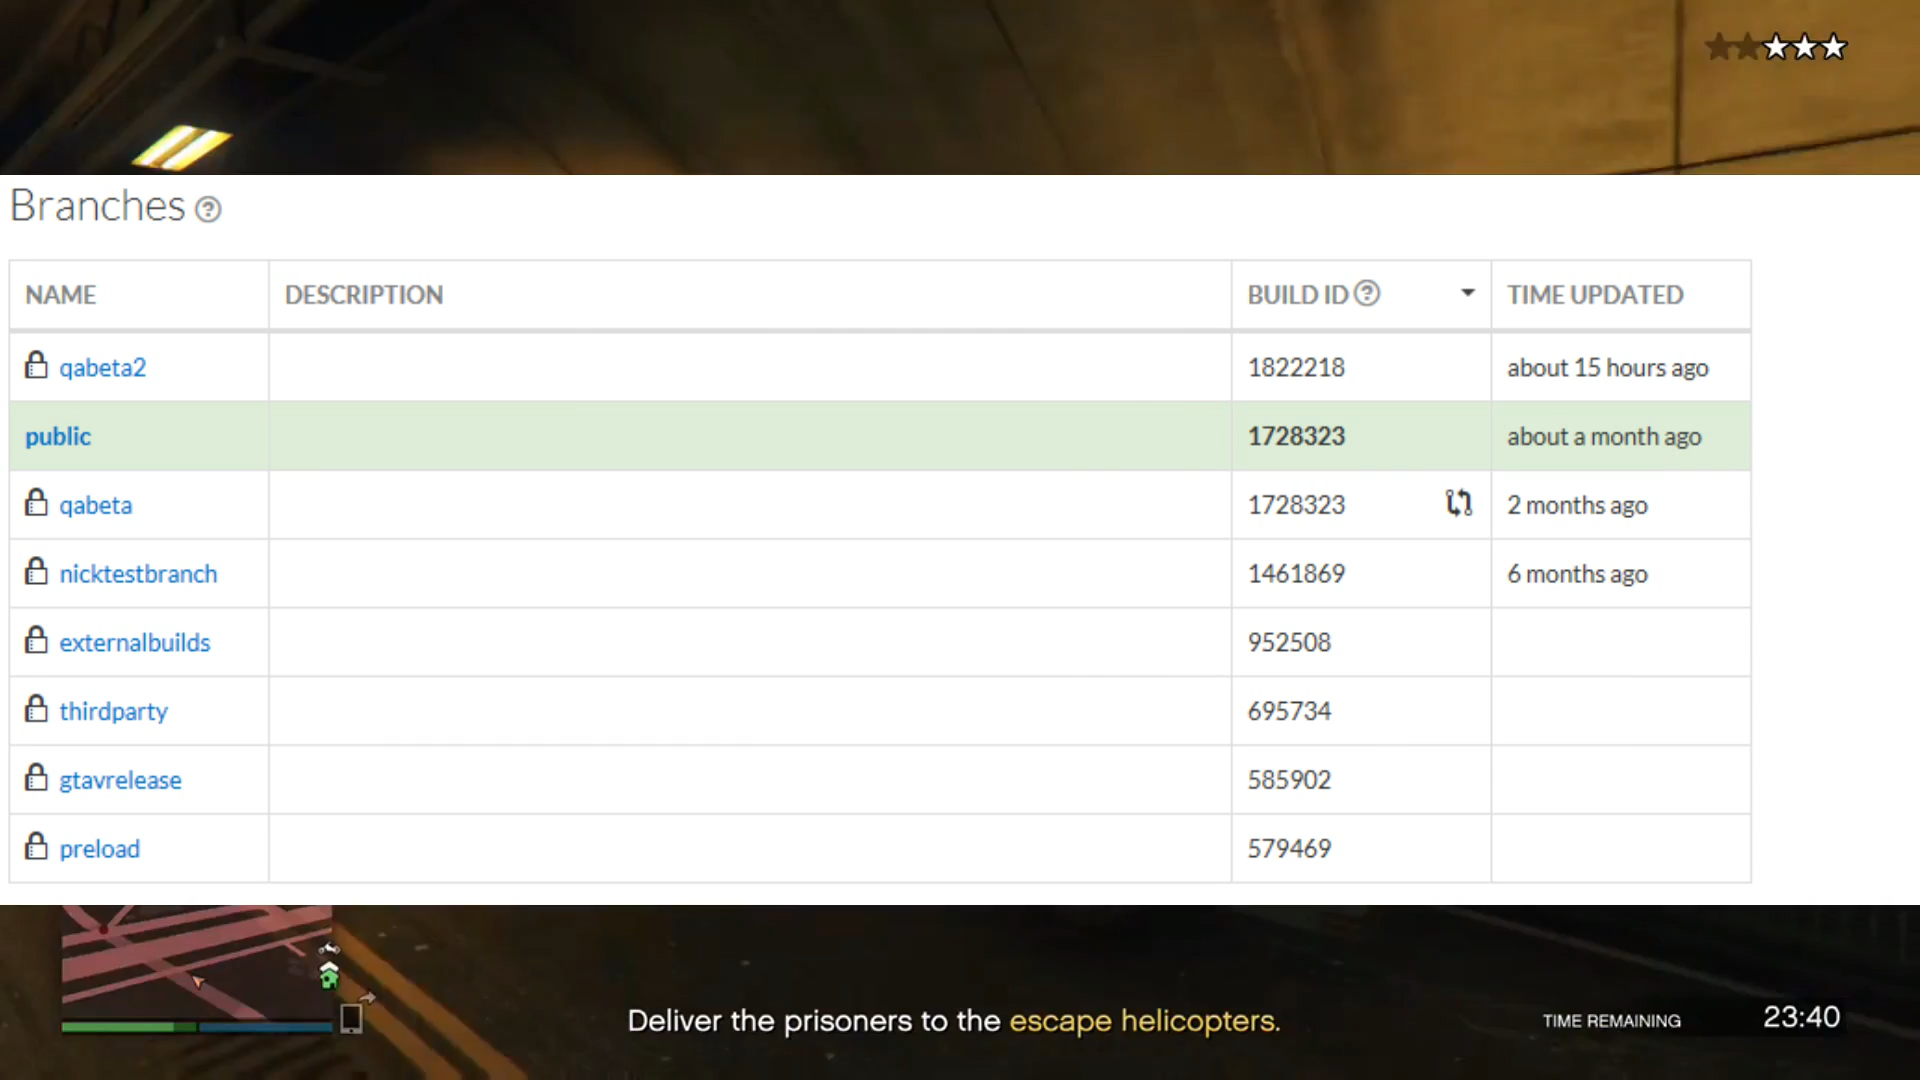 Branches
NAME DESCRIPTION BUILD ID TIME UPDATED
qabeta2 1822218 about 15 hours ago
public 1728323 about a month ago
qabeta 1728323 2 months ago
nicktestbranch 1461869 6 months ago
externalbuilds 952508
thirdparty 695734
gtavrelease 585902
preload 579469
Deliver the prisoners to the escape helicopters.
TIME REMAINING 23:40